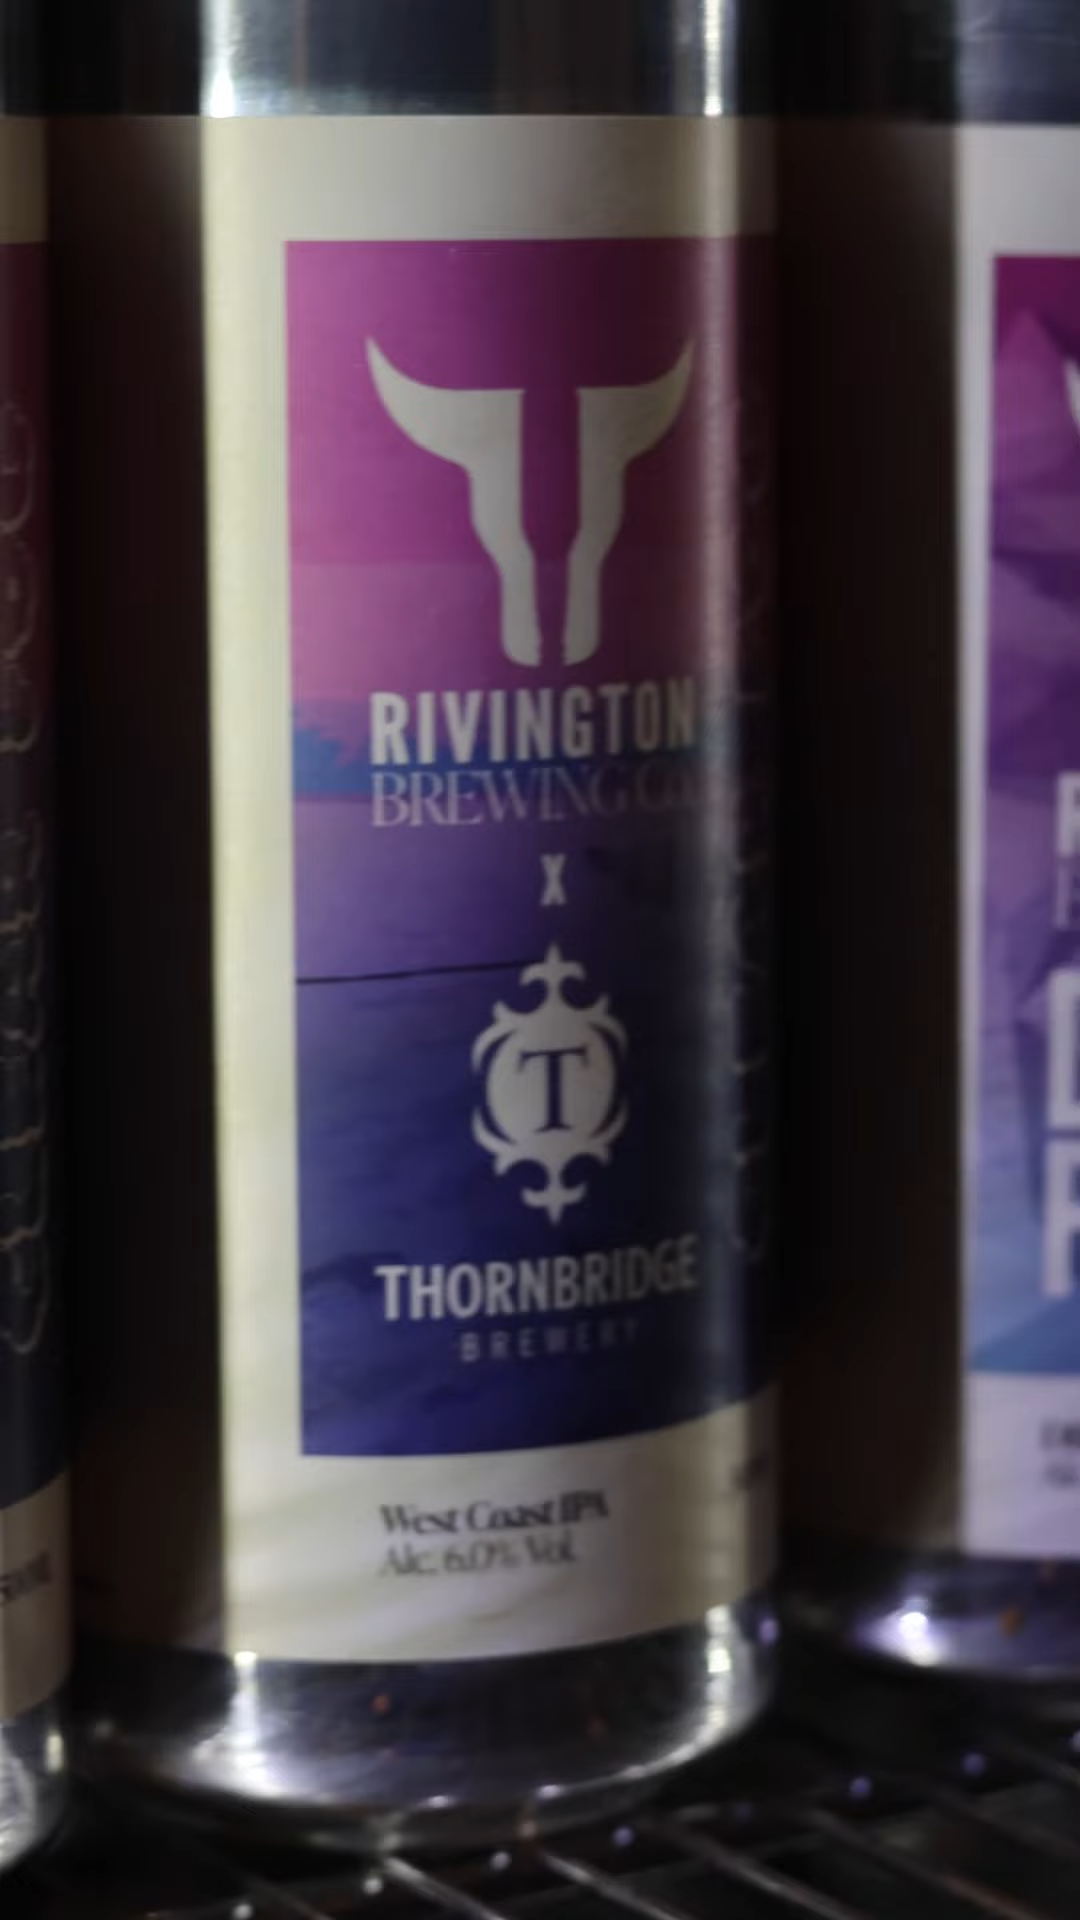 RIVINGTON
BREWING Co.
X
T
THORNBRIDGE
BREWERY
West Coast IPA
Alc. 6.0% Vol.